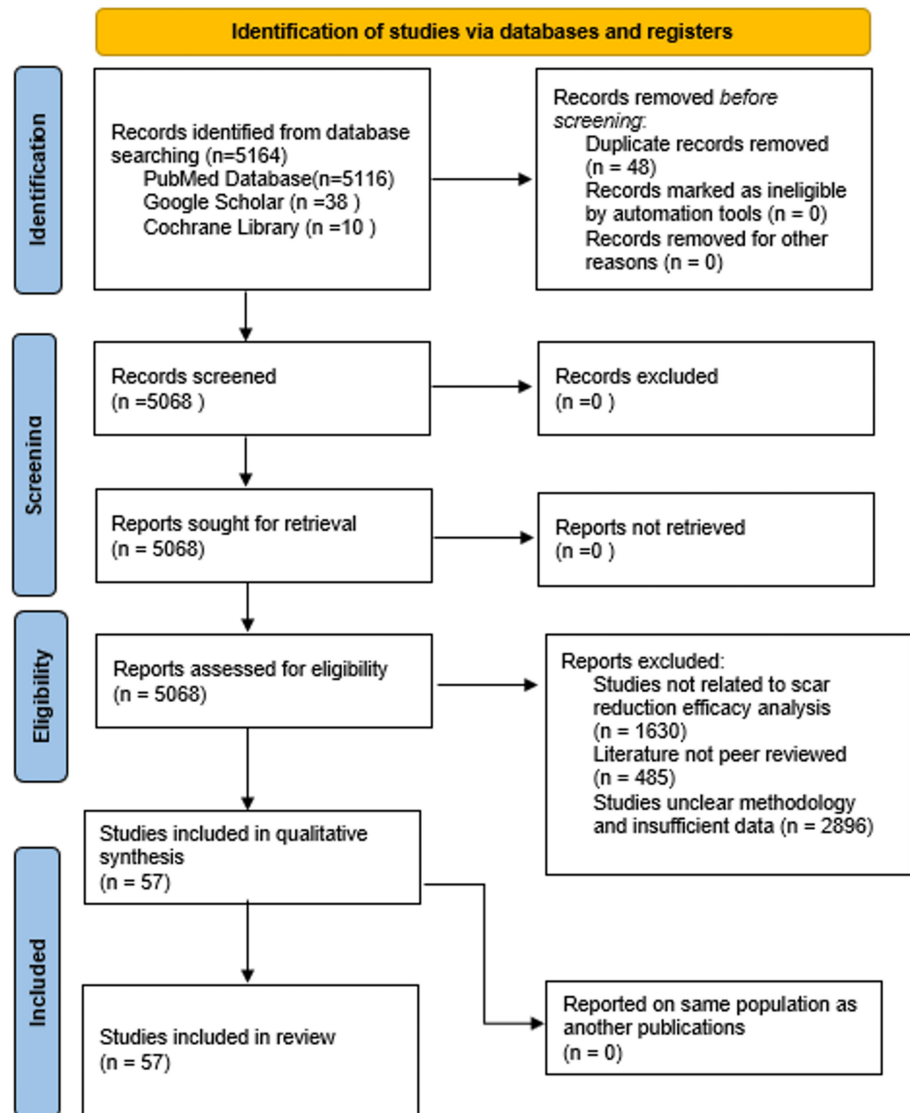 Identification of studies via databases and registers
Identification
Records identified from database
searching (n=5164)
PubMed Database(n=5116)
Google Scholar (n =38 )
Cochrane Library (n =10 )
Records removed before
screening:
Duplicate records removed
(n = 48)
Records marked as ineligible
by automation tools (n = 0)
Records removed for other
reasons (n = 0)
Screening
Records screened
(n =5068 )
Records excluded
(n =0 )
Reports sought for retrieval
(n = 5068)
Reports not retrieved
(n =0 )
Eligibility
Reports assessed for eligibility
(n = 5068)
Reports excluded:
Studies not related to scar
reduction efficacy analysis
(n = 1630)
Literature not peer reviewed
(n = 485)
Studies unclear methodology
and insufficient data (n = 2896)
Included
Studies included in qualitative
synthesis
(n = 57)
Reported on same population as
another publications
(n = 0)
Studies included in review
(n = 57)